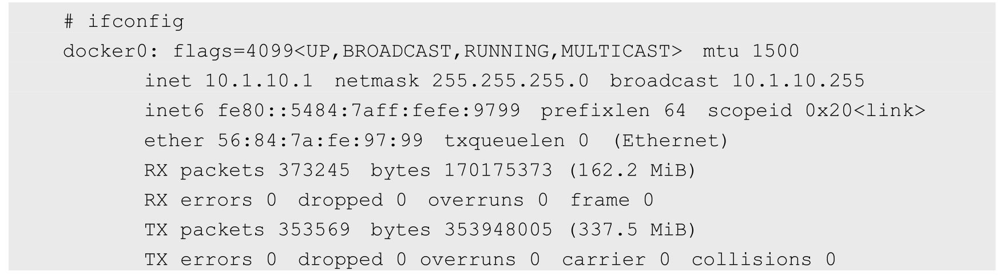 # ifconfig
docker0: flags=4099<UP,BROADCAST,RUNNING,MULTICAST> mtu 1500
inet 10.1.10.1 netmask 255.255.255.0 broadcast 10.1.10.255
inet6 fe80::5484:7aff:fefe:9799 prefixlen 64 scopeid 0x20<link>
ether 56:84:7a:fe:97:99 txqueuelen 0 (Ethernet)
RX packets 373245 bytes 170175373 (162.2 MiB)
RX errors 0 dropped 0 overruns 0 frame 0
TX packets 353569 bytes 353948005 (337.5 MiB)
TX errors 0 dropped 0 overruns 0 carrier 0 collisions 0